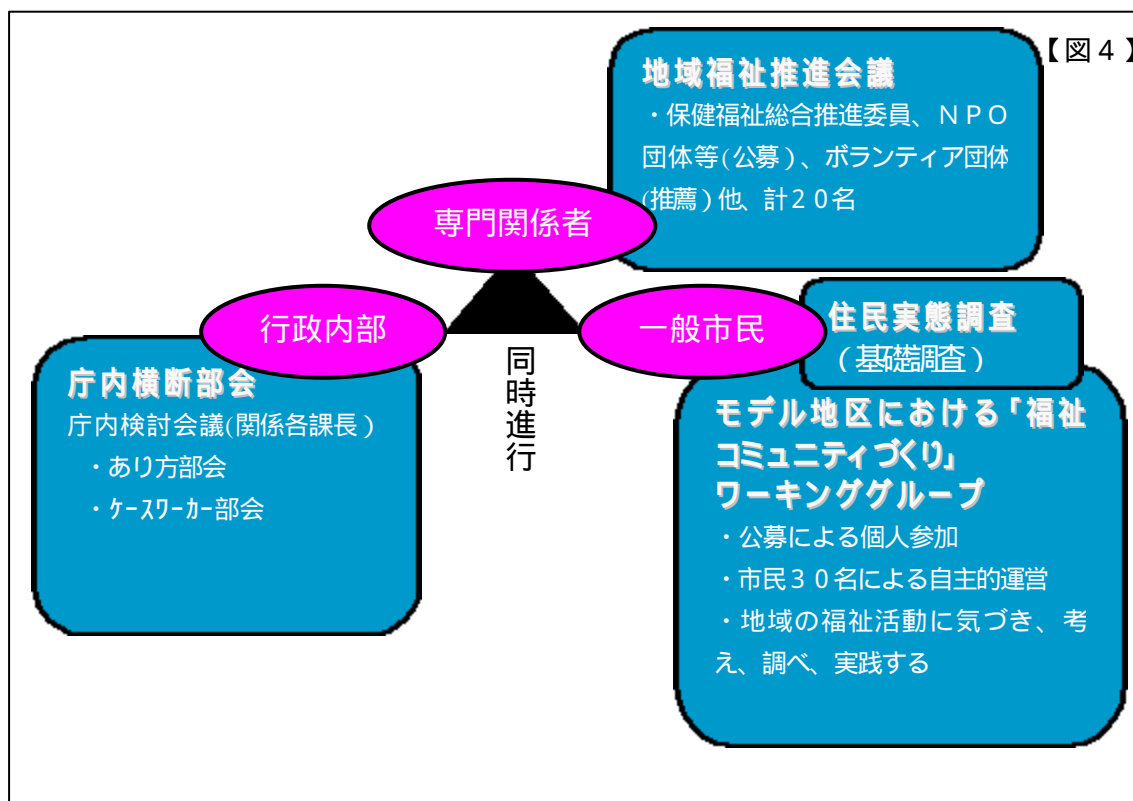 【図４】
地域福祉推進会議
・保健福祉総合推進委員、ＮＰＯ
団体等(公募)、ボランティア団体
(推薦)他、計２０名
専門関係者
行政内部
一般市民
同時進行
住民実態調査
（基礎調査）
庁内横断部会
庁内検討会議(関係各課長）
・あり方部会
・ｹｰｽﾜｰｶｰ部会
モデル地区における「福祉
コミュニティづくり」
ワーキンググループ
・公募による個人参加
・市民３０名による自主的運営
・地域の福祉活動に気づき、考
え、調べ、実践する